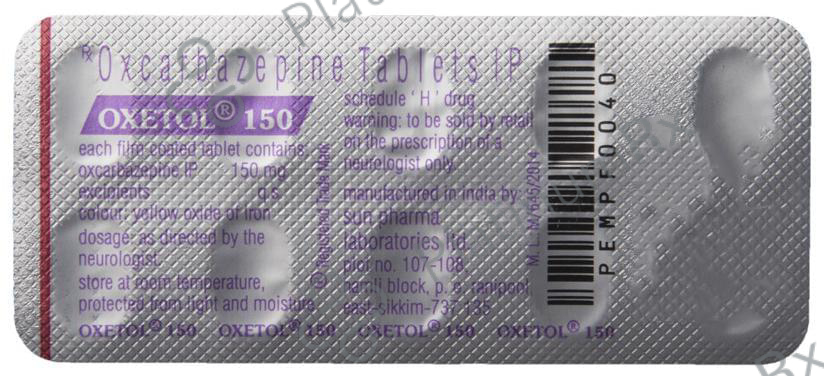 Rx Oxcarbazepine Tablets IP
OXETOL® 150
each film coated tablet contains:
oxcarbazepine IP 150 mg
excipients q.s.
colour: yellow oxide of iron
dosage: as directed by the
neurologist.
store at room temperature,
protected from light and moisture
® Registered Trade Mark
schedule 'H' drug
warning: to be sold by retail
on the prescription of a
neurologist only
manufactured in india by:
sun pharma
laboratories ltd.
plot no. 107-108,
namli block, p. o. ranipool,
east-sikkim-737 135
M. L. M/646/2014
PEMPF0040
OXETOL® 150 OXETOL® 150 OXETOL® 150 OXETOL® 150